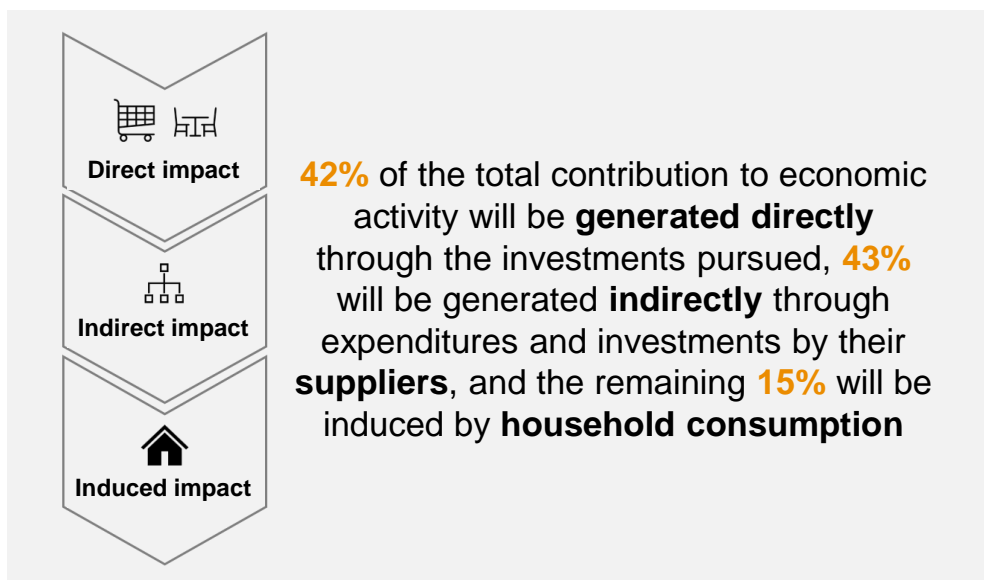 Direct impact
Indirect impact
Induced impact
42% of the total contribution to economic
activity will be generated directly
through the investments pursued, 43%
will be generated indirectly through
expenditures and investments by their
suppliers, and the remaining 15% will be
induced by household consumption